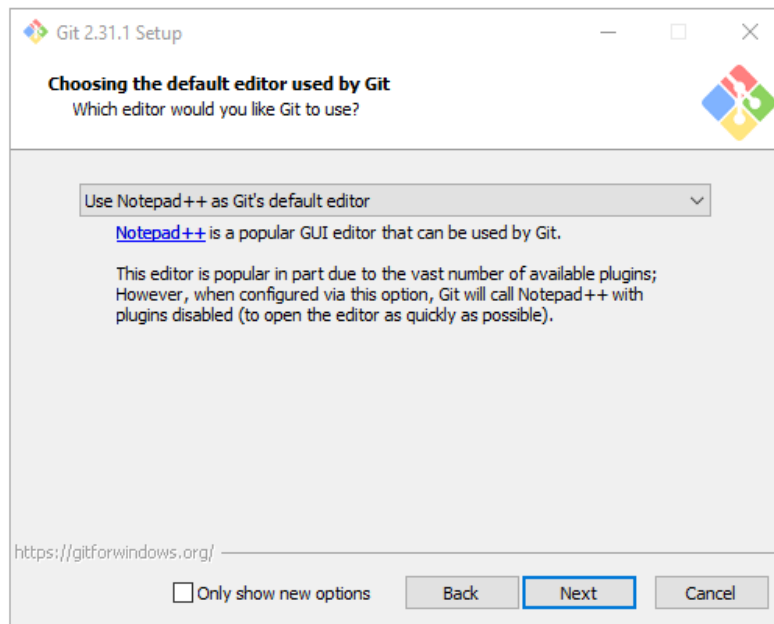 Git 2.31.1 Setup
Choosing the default editor used by Git
Which editor would you like Git to use?
Use Notepad++ as Git's default editor
Notepad++ is a popular GUI editor that can be used by Git.
This editor is popular in part due to the vast number of available plugins;
However, when configured via this option, Git will call Notepad++ with
plugins disabled (to open the editor as quickly as possible).
https://gitforwindows.org/
Only show new options Back Next Cancel